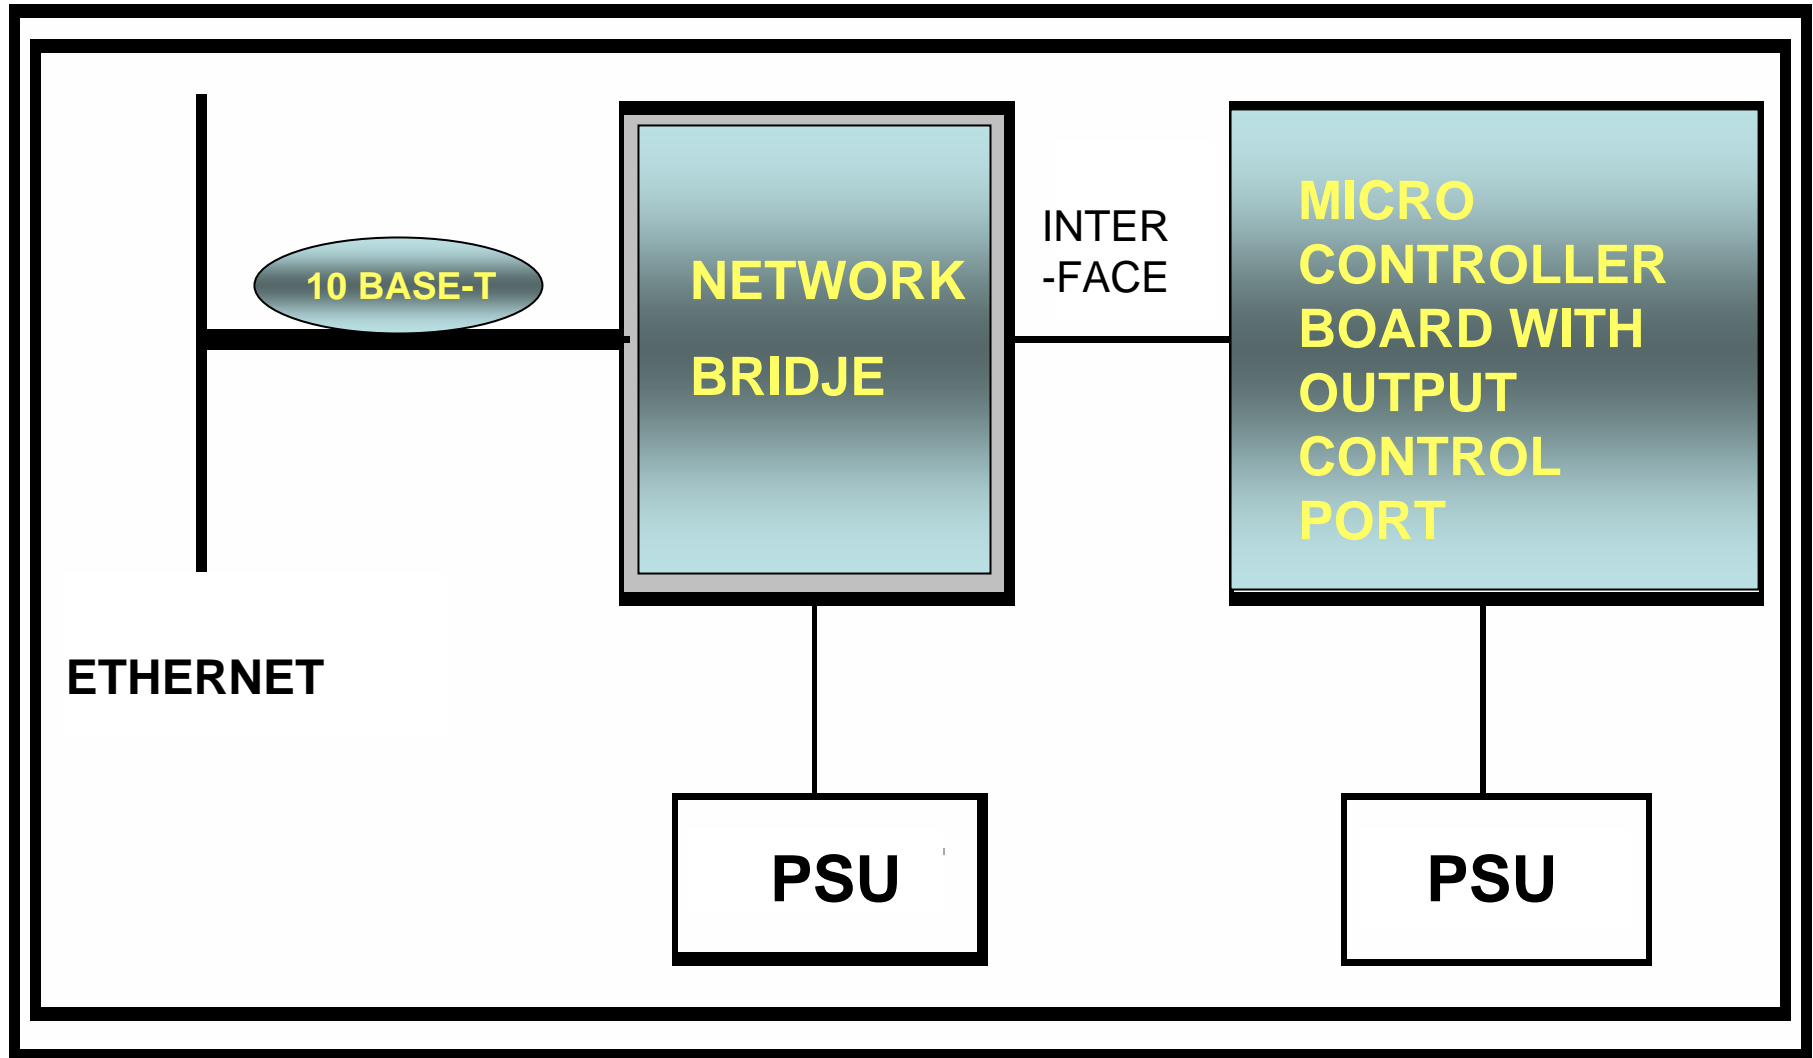 10 BASE-T
NETWORK
BRIDJE
INTER
-FACE
MICRO
CONTROLLER
BOARD WITH
OUTPUT
CONTROL
PORT
ETHERNET
PSU
PSU